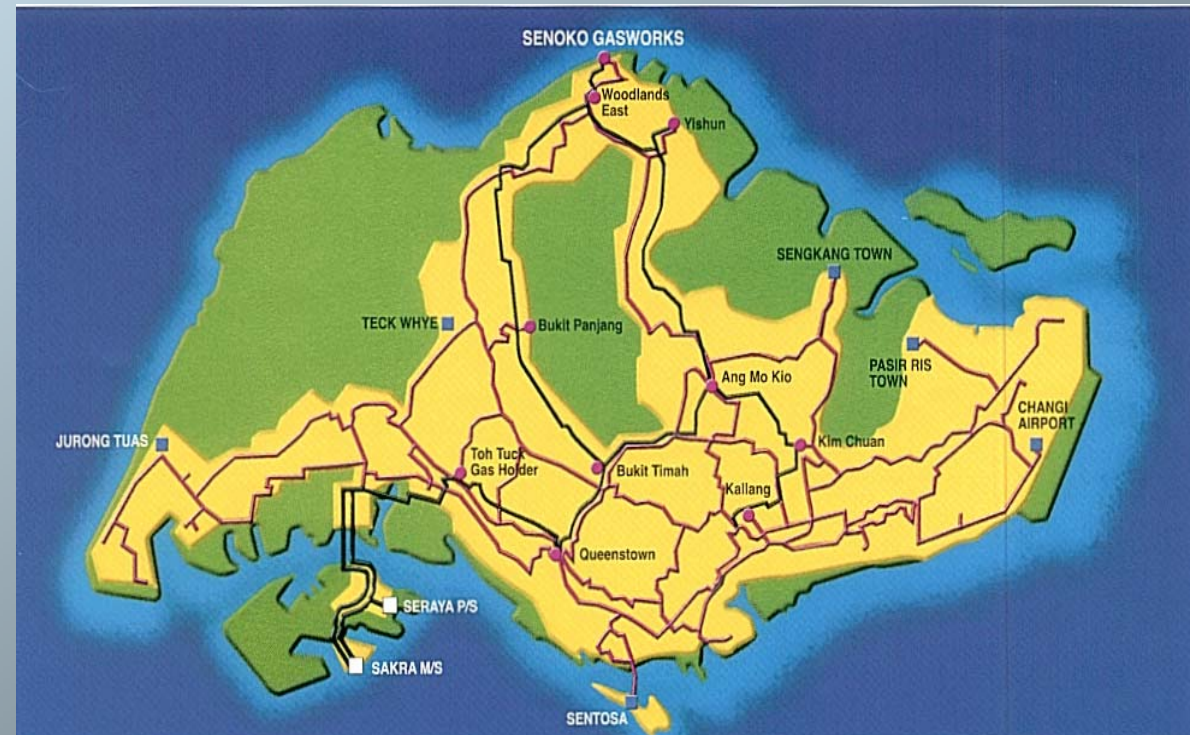 SENOKO GASWORKS
Woodlands
East
Yishun
SENGKANG TOWN
TECK WHYE
Bukit Panjang
PASIR RIS
TOWN
Ang Mo Kio
CHANGI
AIRPORT
JURONG TUAS
Kim Chuan
Toh Tuck
Gas Holder
Bukit Timah
Kallang
Queenstown
SERAYA P/S
SAKRA M/S
SENTOSA